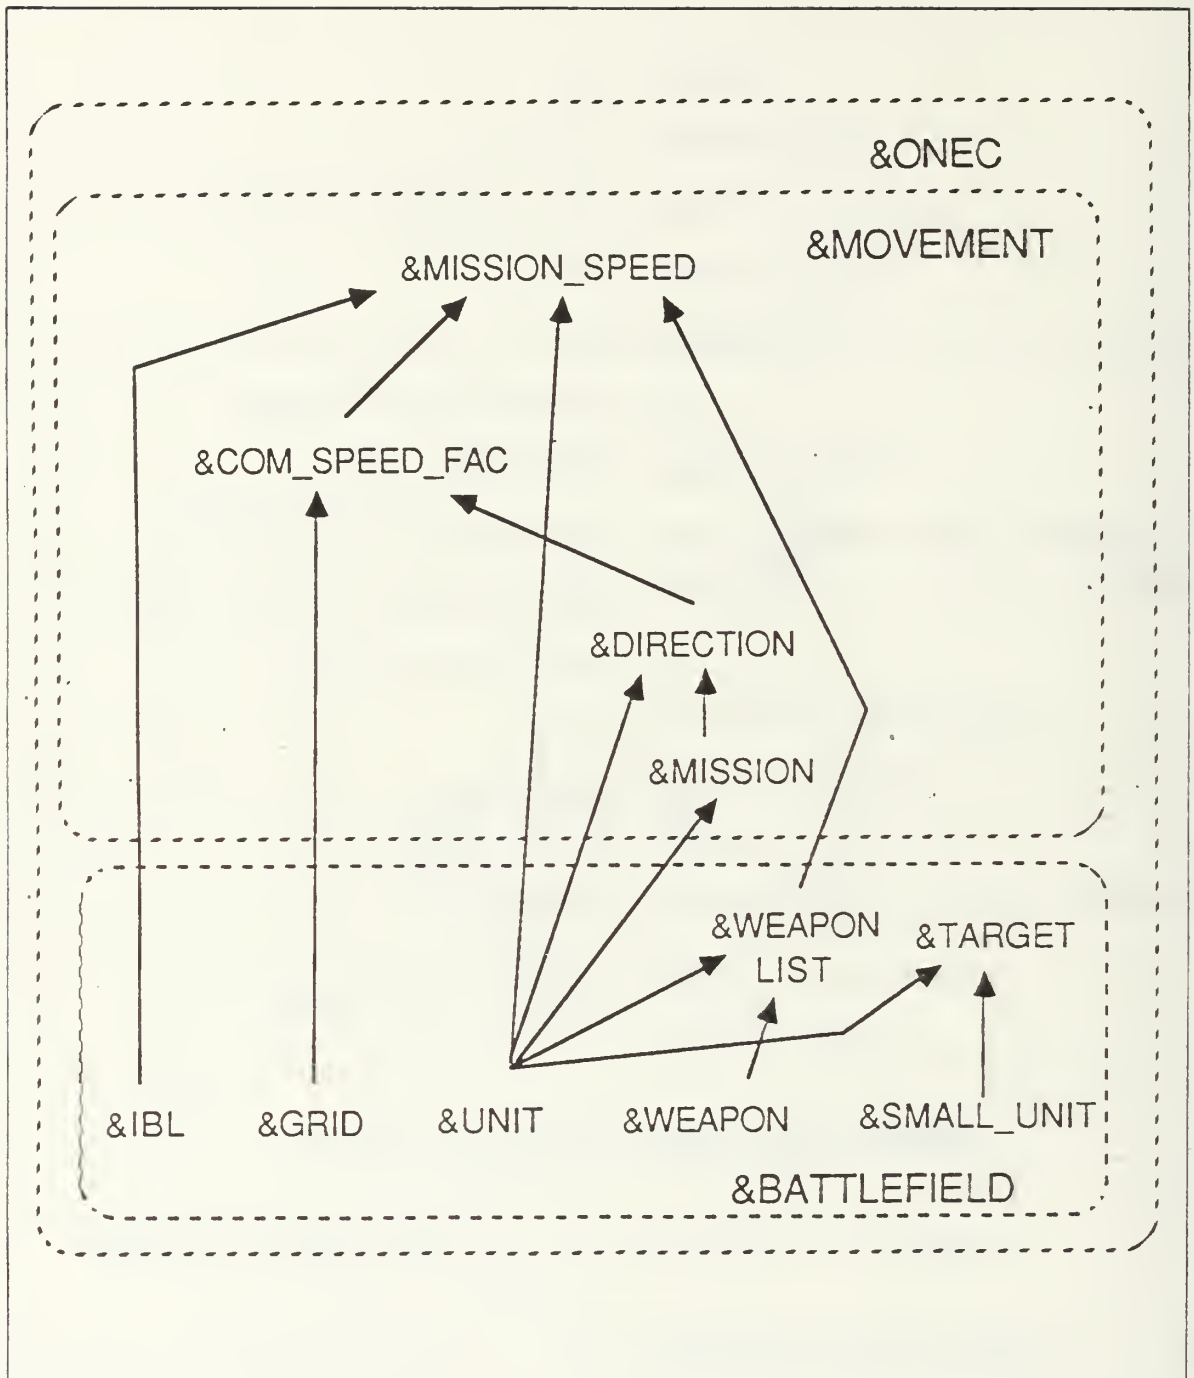 &ONEC
&MOVEMENT
&MISSION_SPEED
&COM_SPEED_FAC
&DIRECTION
&MISSION
&WEAPON
LIST
&TARGET
&IBL
&GRID
&UNIT
&WEAPON
&SMALL_UNIT
&BATTLEFIELD